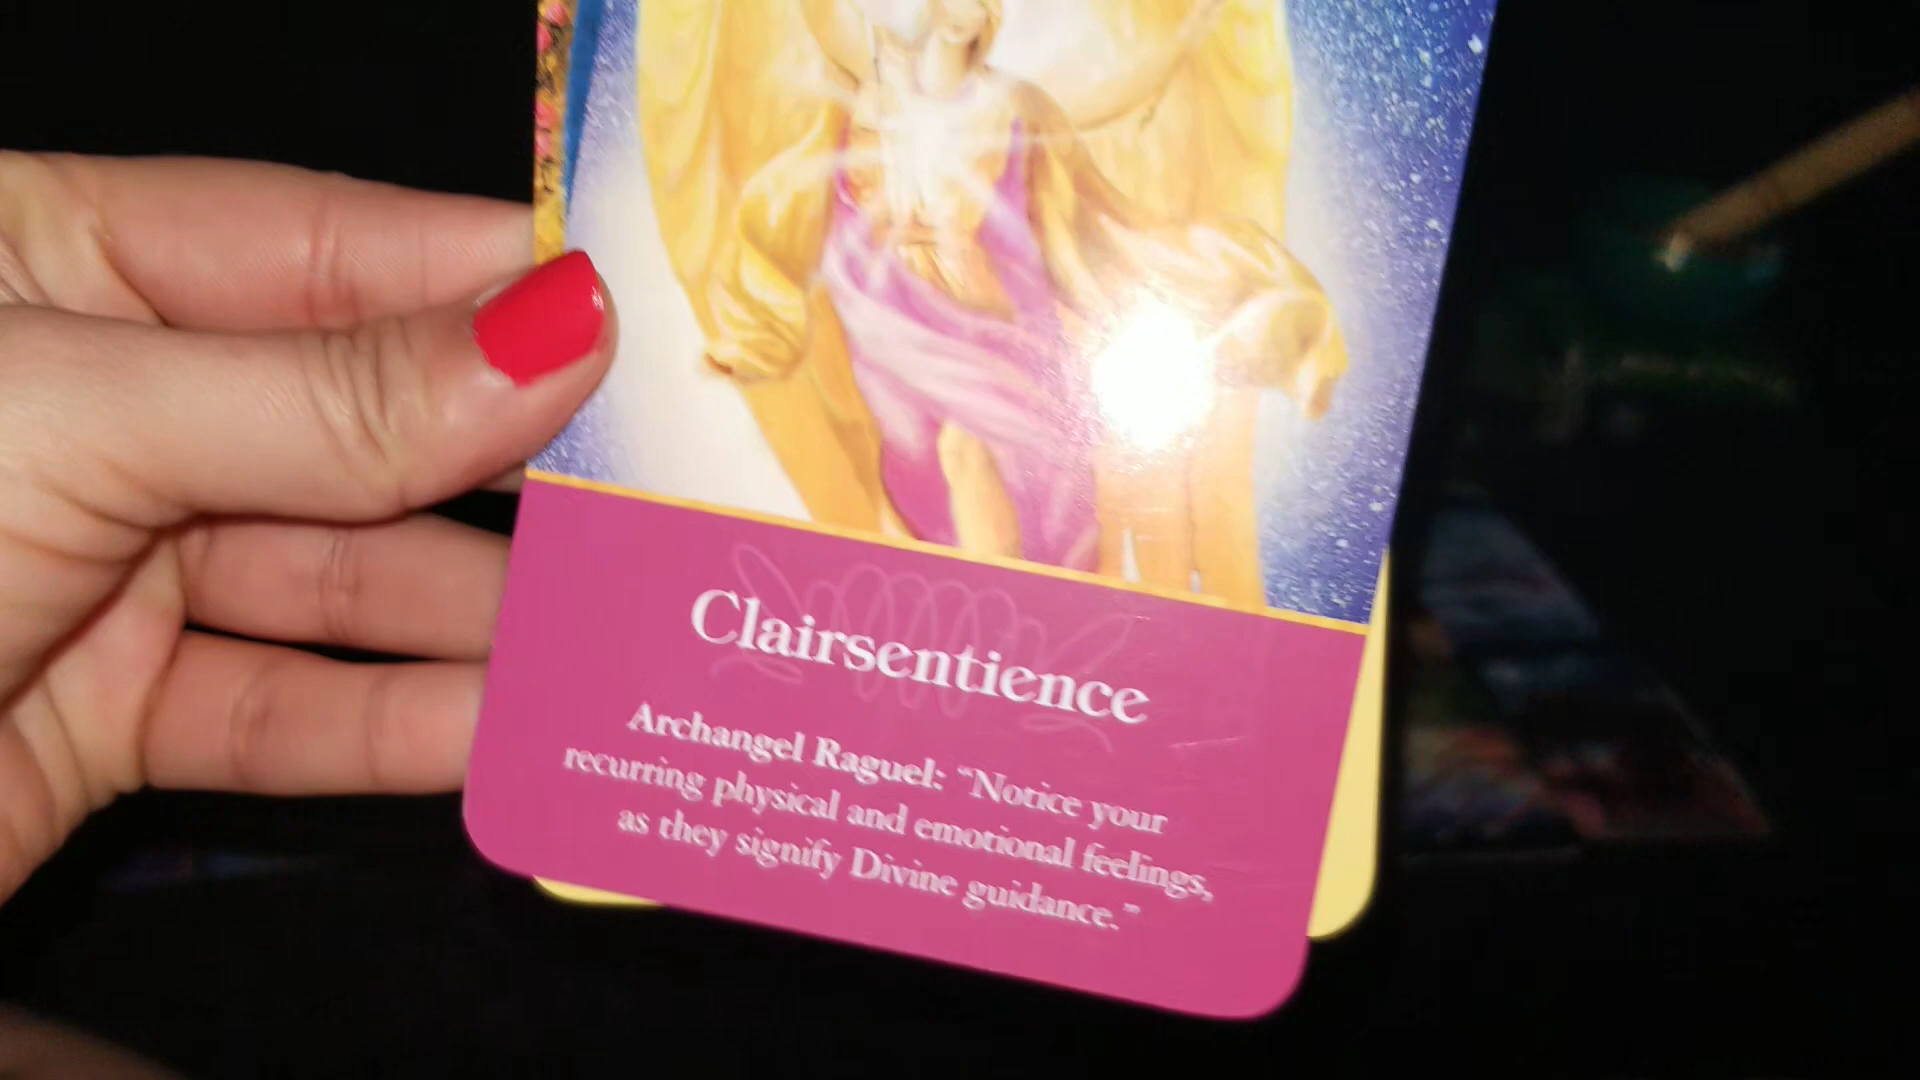 Clairsentience
Archangel Raguel: “Notice your
recurring physical and emotional feelings,
as they signify Divine guidance.”